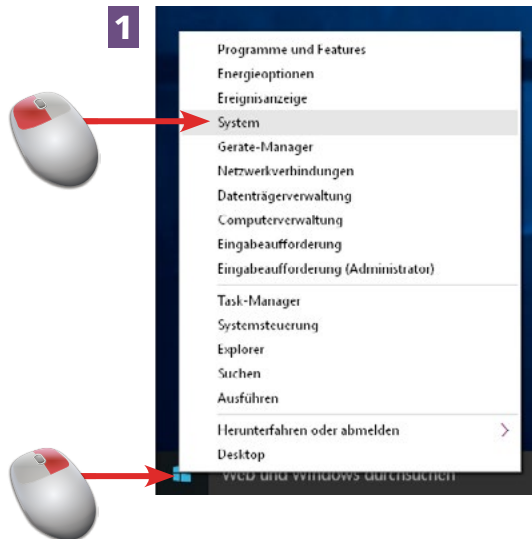 1
Programme und Features
Energieoptionen
Ereignisanzeige
System
Geräte-Manager
Netzwerkverbindungen
Datenträgerverwaltung
Computerverwaltung
Eingabeaufforderung
Eingabeaufforderung (Administrator)
Task-Manager
Systemsteuerung
Explorer
Suchen
Ausführen
Herunterfahren oder abmelden
Desktop
Web und Windows durchsuchen